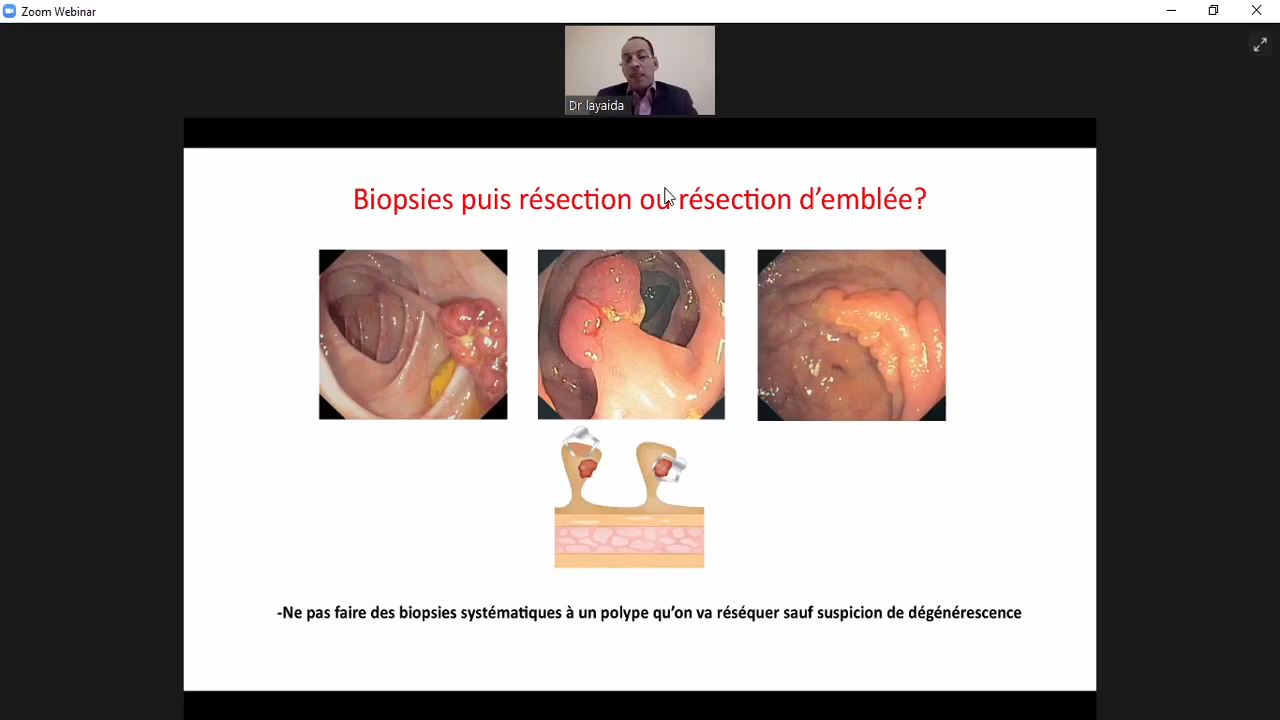 Zoom Webinar
Dr layaida
Biopsies puis résection ou résection d’emblée?
-Ne pas faire des biopsies systématiques à un polype qu’on va réséquer sauf suspicion de dégénérescence